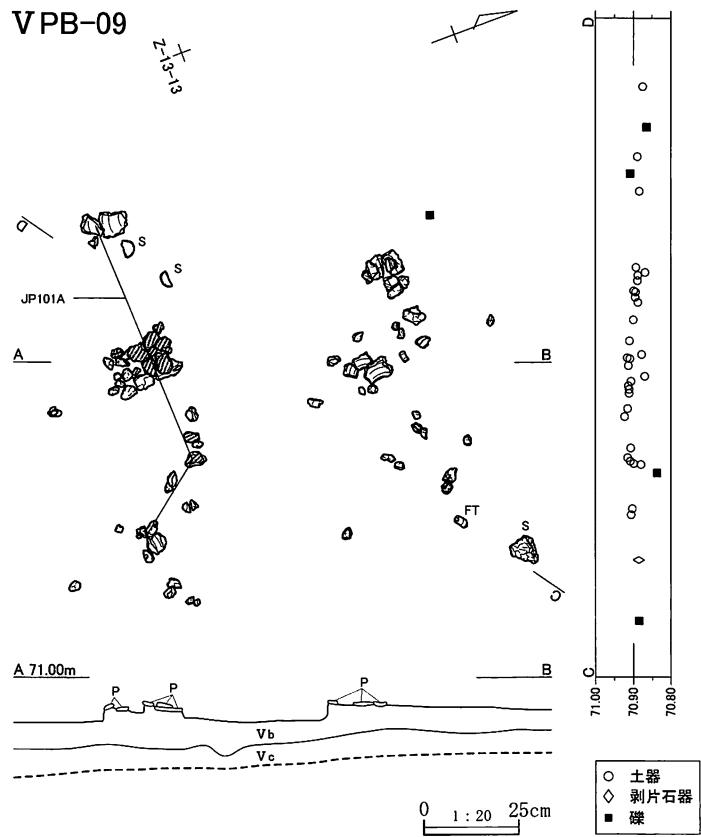 VPB-09
Z-13-13
D
D
S
S
JP101A
A
B
FT
S
C
C
71.00
70.90
70.80
A 71.00m
B
P
P
P
Vb
Vc
0 1:20 25cm
○ 土器
◇ 剥片石器
■ 礫